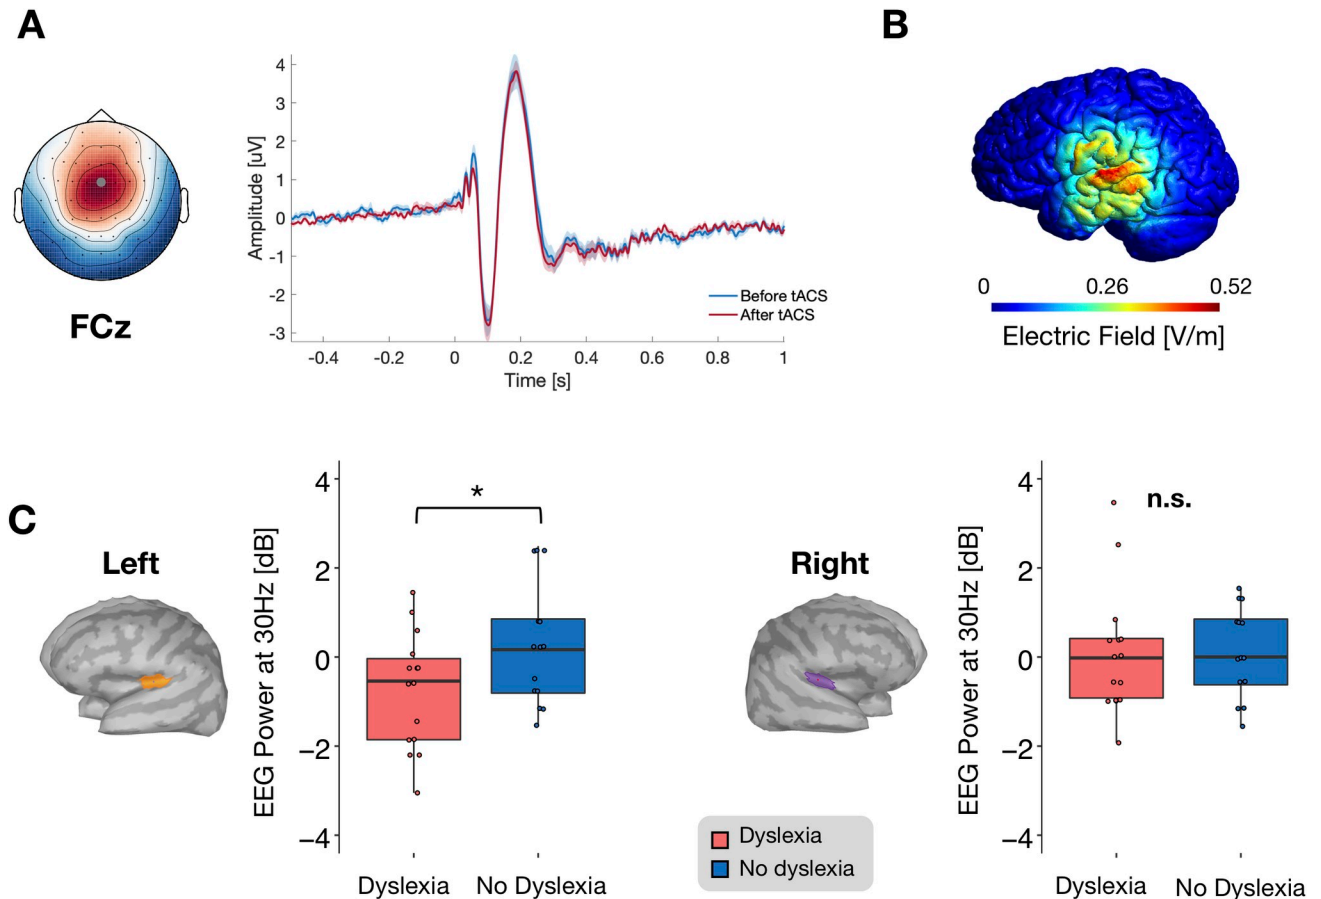 A
FCz
Amplitude [uV]
4
3
2
1
0
-1
-2
-3
-0.4
-0.2
0
0.2
0.4
0.6
0.8
1
Time [s]
Before tACS
After tACS
B
0
0.26
0.52
Electric Field [V/m]
C
Left
EEG Power at 30Hz [dB]
4
2
0
−2
−4
*
Dyslexia
No Dyslexia
Right
Dyslexia
No dyslexia
EEG Power at 30Hz [dB]
4
2
0
−2
−4
n.s.
Dyslexia
No Dyslexia